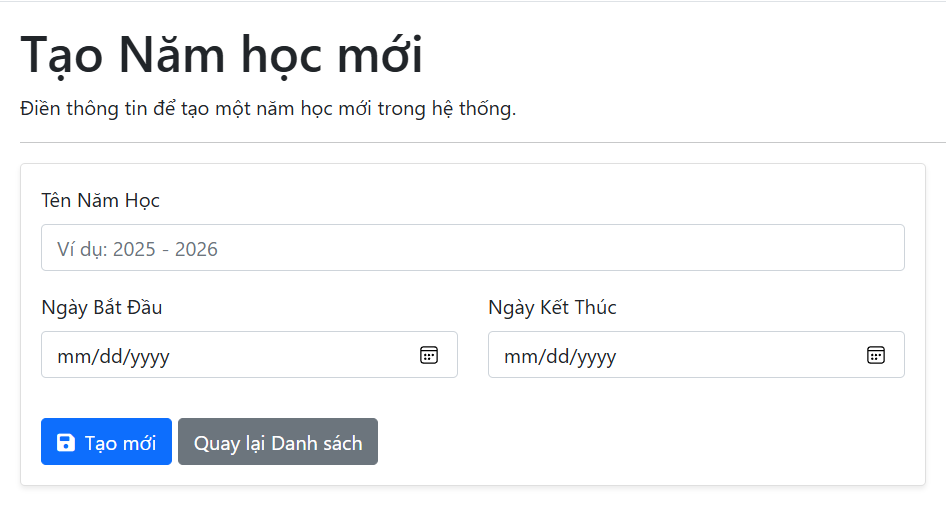 Tạo Năm học mới
Điền thông tin để tạo một năm học mới trong hệ thống.
Tên Năm Học
Ví dụ: 2025 - 2026
Ngày Bắt Đầu
Ngày Kết Thúc
mm/dd/yyyy
mm/dd/yyyy
Tạo mới
Quay lại Danh sách